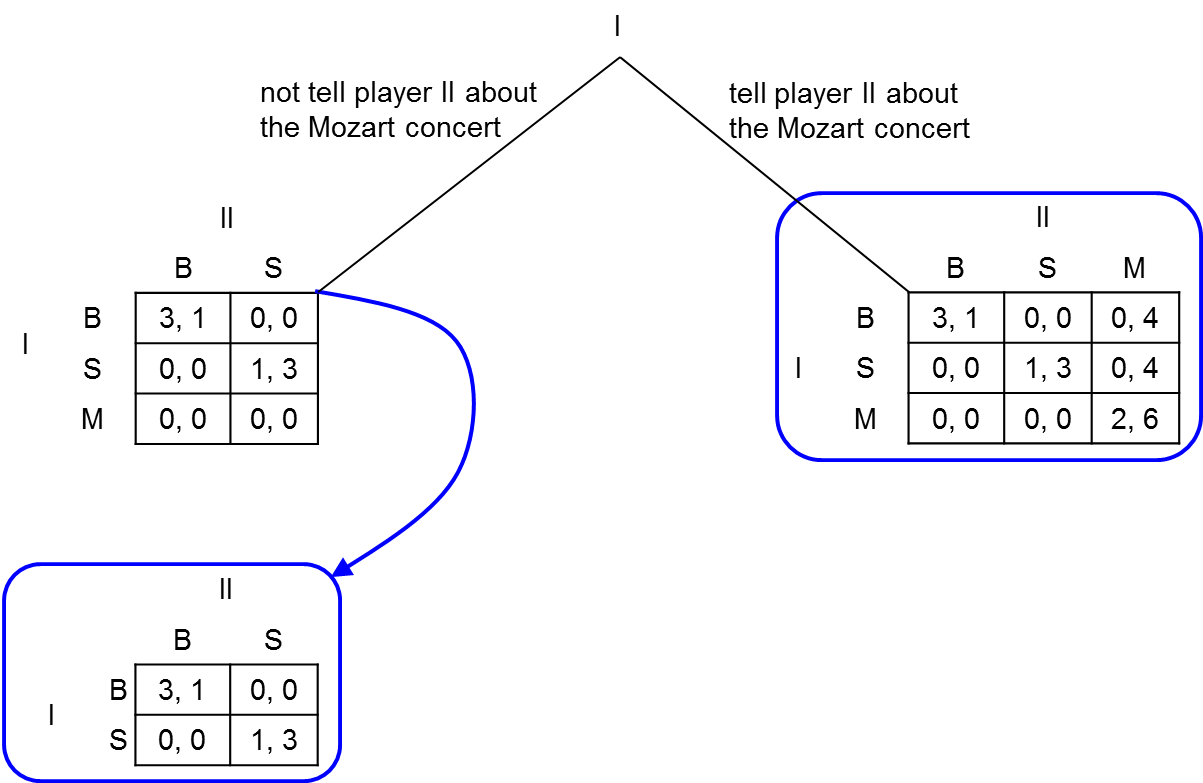 I
not tell player II about
the Mozart concert
tell player II about
the Mozart concert
II
B S
B 3, 1 0, 0
I
S 0, 0 1, 3
M 0, 0 0, 0
II
B S M
B 3, 1 0, 0 0, 4
I S 0, 0 1, 3 0, 4
M 0, 0 0, 0 2, 6
II
B S
B 3, 1 0, 0
I
S 0, 0 1, 3